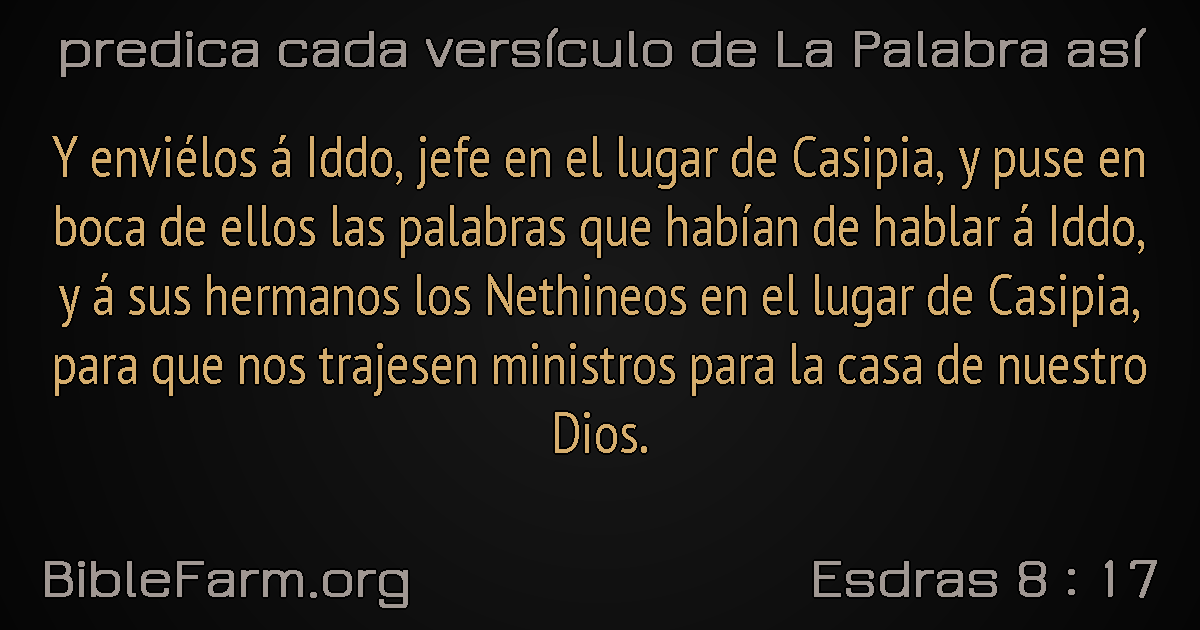 predica cada versículo de La Palabra así
Y enviélos á Iddo, jefe en el lugar de Casipia, y puse en
boca de ellos las palabras que habían de hablar á Iddo,
y á sus hermanos los Nethineos en el lugar de Casipia,
para que nos trajesen ministros para la casa de nuestro
Dios.
BibleFarm.org
Esdras 8 : 17